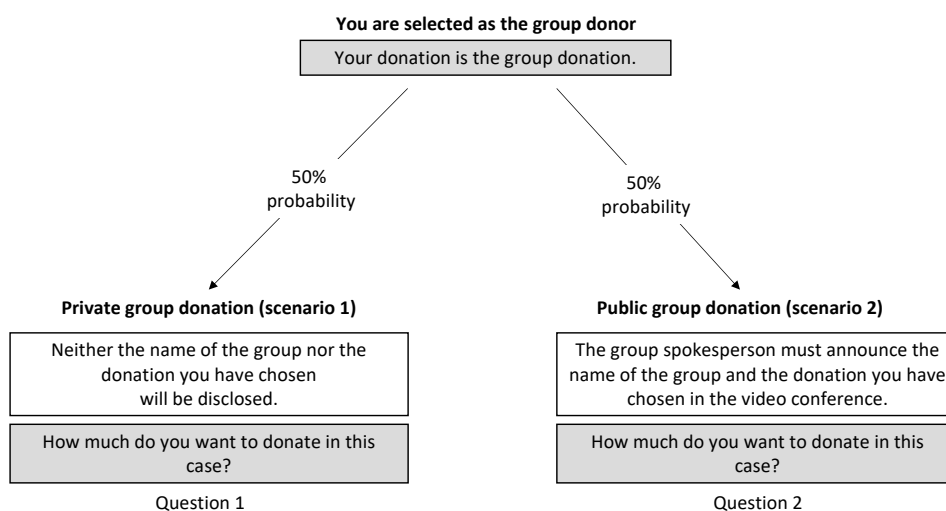 You are selected as the group donor
Your donation is the group donation.
50%
probability
50%
probability
Private group donation (scenario 1)
Neither the name of the group nor the
donation you have chosen
will be disclosed.
How much do you want to donate in this
case?
Question 1
Public group donation (scenario 2)
The group spokesperson must announce the
name of the group and the donation you have
chosen in the video conference.
How much do you want to donate in this
case?
Question 2